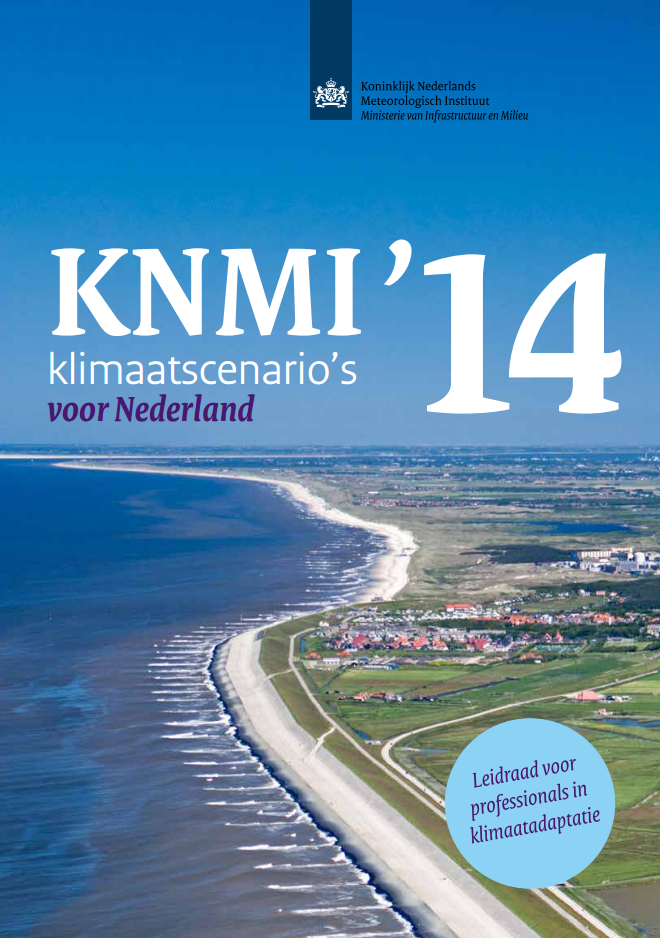 Koninklijk Nederlands
Meteorologisch Instituut
Ministerie van Infrastructuur en Milieu
KNMI ’14
klimaatscenario’s
voor Nederland
Leidraad voor
professionals in
klimaatadaptatie